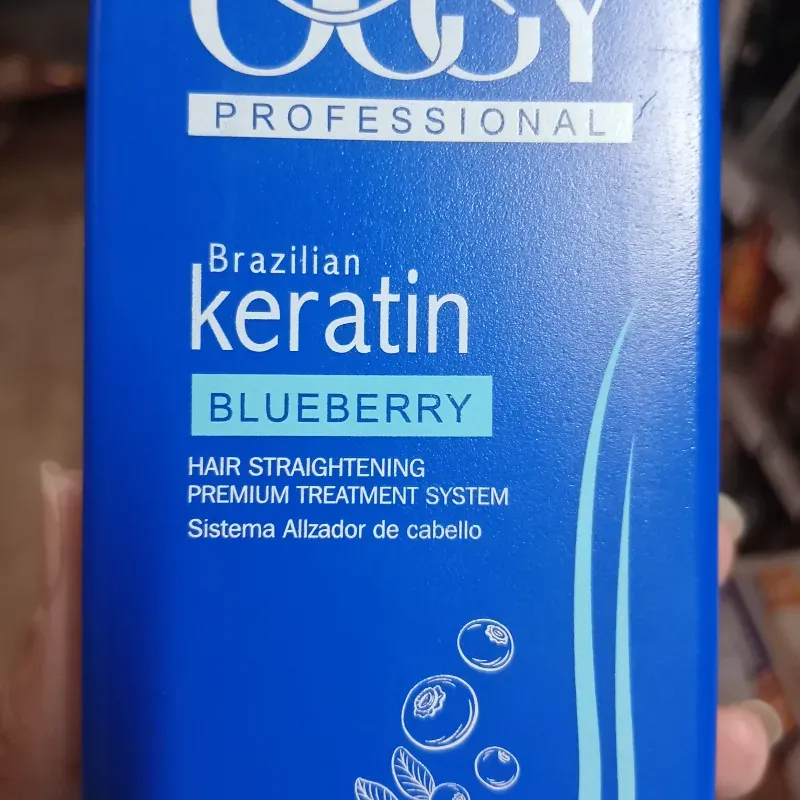 PROFESSIONAL
Brazilian
keratin
BLUEBERRY
HAIR STRAIGHTENING
PREMIUM TREATMENT SYSTEM
Sistema Allzador de cabello